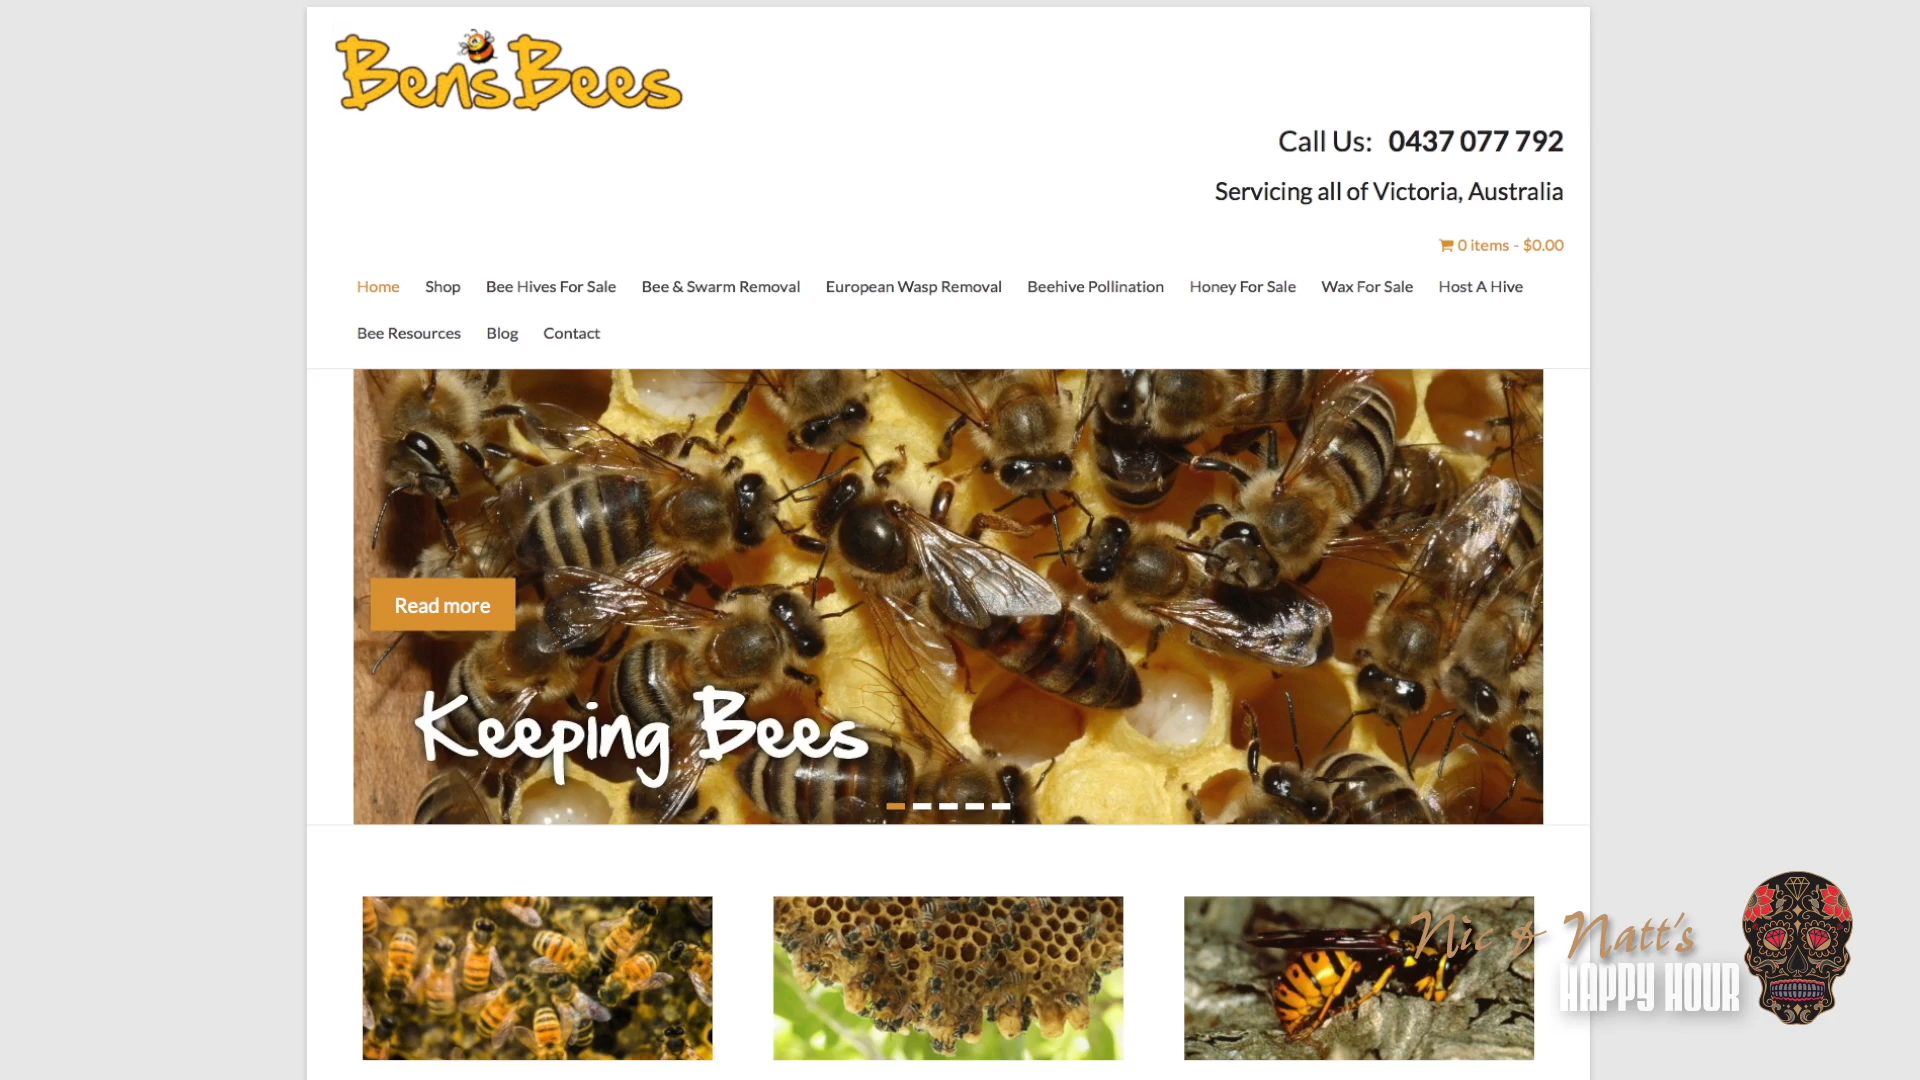 Bens Bees
Call Us: 0437 077 792
Servicing all of Victoria, Australia
0 items - $0.00
Home Shop Bee Hives For Sale Bee & Swarm Removal European Wasp Removal Beehive Pollination Honey For Sale Wax For Sale Host A Hive
Bee Resources Blog Contact
Read more
Keeping Bees
Nic & Natt's
HAPPY HOUR